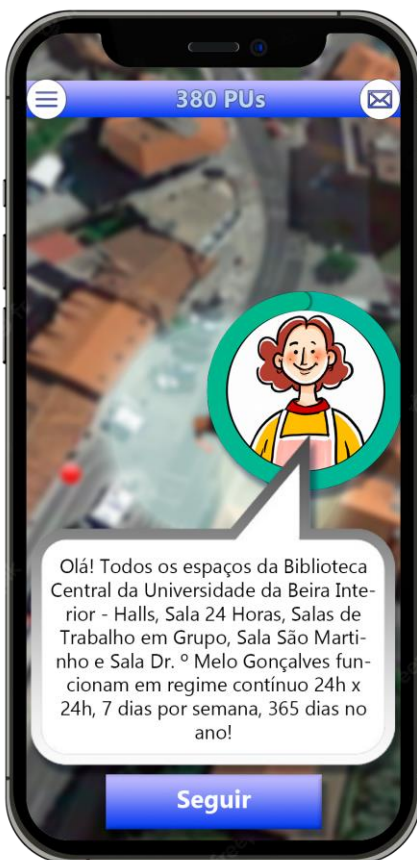 380 PUs
Olá! Todos os espaços da Biblioteca
Central da Universidade da Beira Inte-
rior - Halls, Sala 24 Horas, Salas de
Trabalho em Grupo, Sala São Marti-
nho e Sala Dr. º Melo Gonçalves fun-
cionam em regime contínuo 24h x
24h, 7 dias por semana, 365 dias no
ano!
Seguir